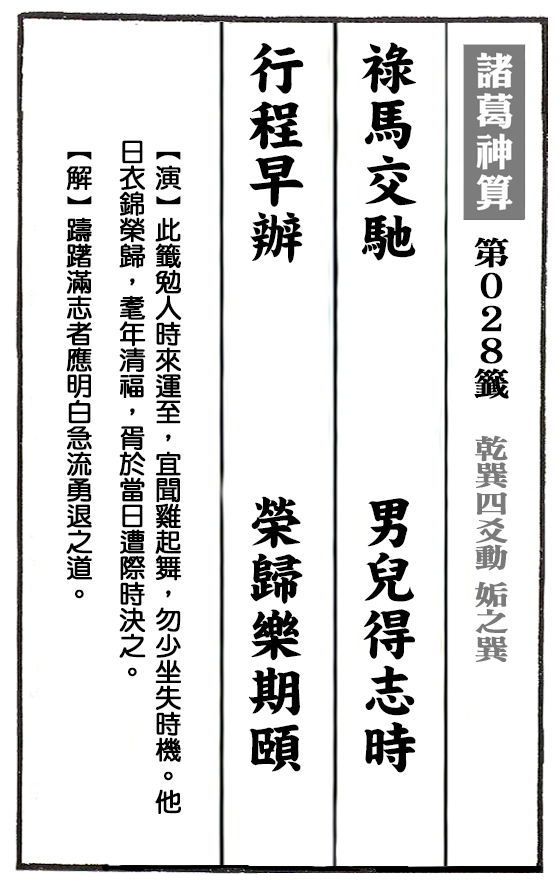 諸葛神算 第028籤 乾巽四爻動 姤之巽
祿馬交馳 男兒得志時
行程早辦 榮歸樂期頤
【演】此籤勉人時來運至，宜聞雞起舞，勿少坐失時機。他
日衣錦榮歸，耄年清福，胥於當日遭際時決之。
【解】躊躇滿志者應明白急流勇退之道。